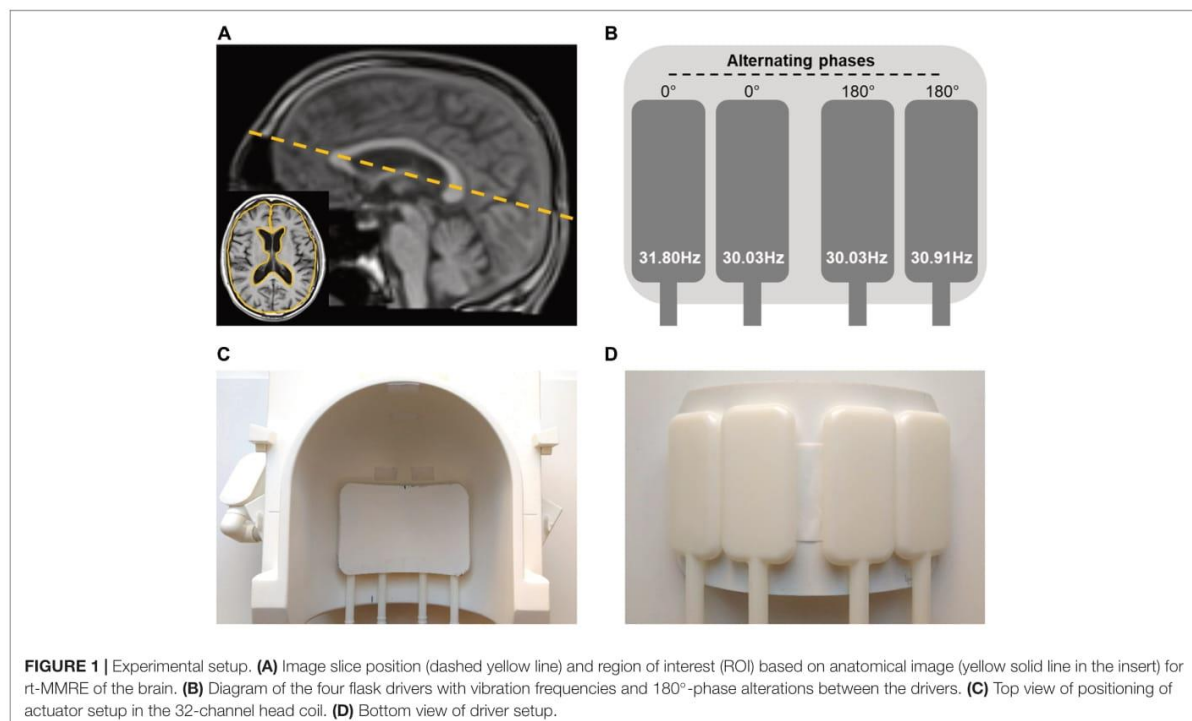 A
B
Alternating phases
0° 0° 180° 180°
31.80Hz 30.03Hz 30.03Hz 30.91Hz
C
D
FIGURE 1 | Experimental setup. (A) Image slice position (dashed yellow line) and region of interest (ROI) based on anatomical image (yellow solid line in the insert) for
rt-MMRE of the brain. (B) Diagram of the four flask drivers with vibration frequencies and 180°-phase alterations between the drivers. (C) Top view of positioning of
actuator setup in the 32-channel head coil. (D) Bottom view of driver setup.